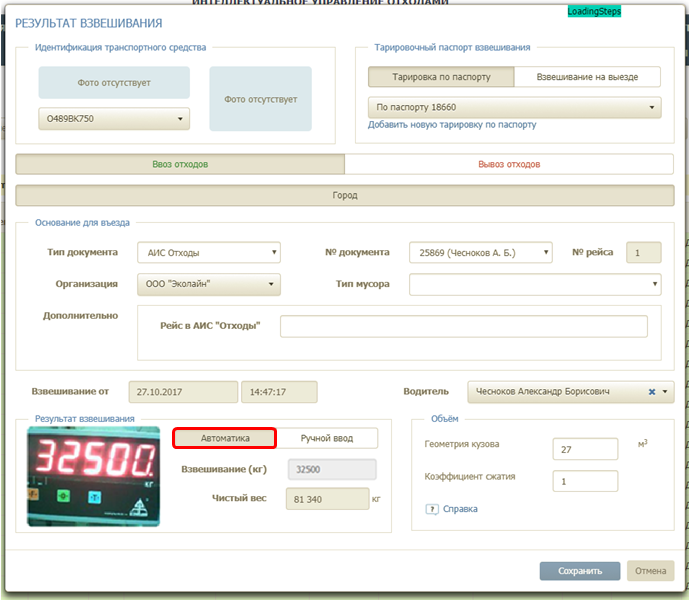 ИНТЕЛЛЕКТУАЛЬНОЕ УПРАВЛЕНИЕ ОТХОДАМИ
LoadingSteps
РЕЗУЛЬТАТ ВЗВЕШИВАНИЯ
Идентификация транспортного средства
Тарировочный паспорт взвешивания
Фото отсутствует
Фото отсутствует
Тарировка по паспорту
Взвешивание на выезде
О489ВК750
По паспорту 18660
Добавить новую тарировку по паспорту
Ввоз отходов
Вывоз отходов
Город
Основание для въезда
Тип документа
АИС Отходы
№ документа
25869 (Чесноков А. Б.)
№ рейса
1
Организация
ООО "Эколайн"
Тип мусора
Дополнительно
Рейс в АИС "Отходы"
Взвешивание от
27.10.2017
14:47:17
Водитель
Чесноков Александр Борисович
Результат взвешивания
Объём
32500.
кг
Автоматика
Ручной ввод
Взвешивание (кг)
32500
Чистый вес
81 340
кг
Геометрия кузова
27
м³
Коэффициент сжатия
1
? Справка
Сохранить
Отмена